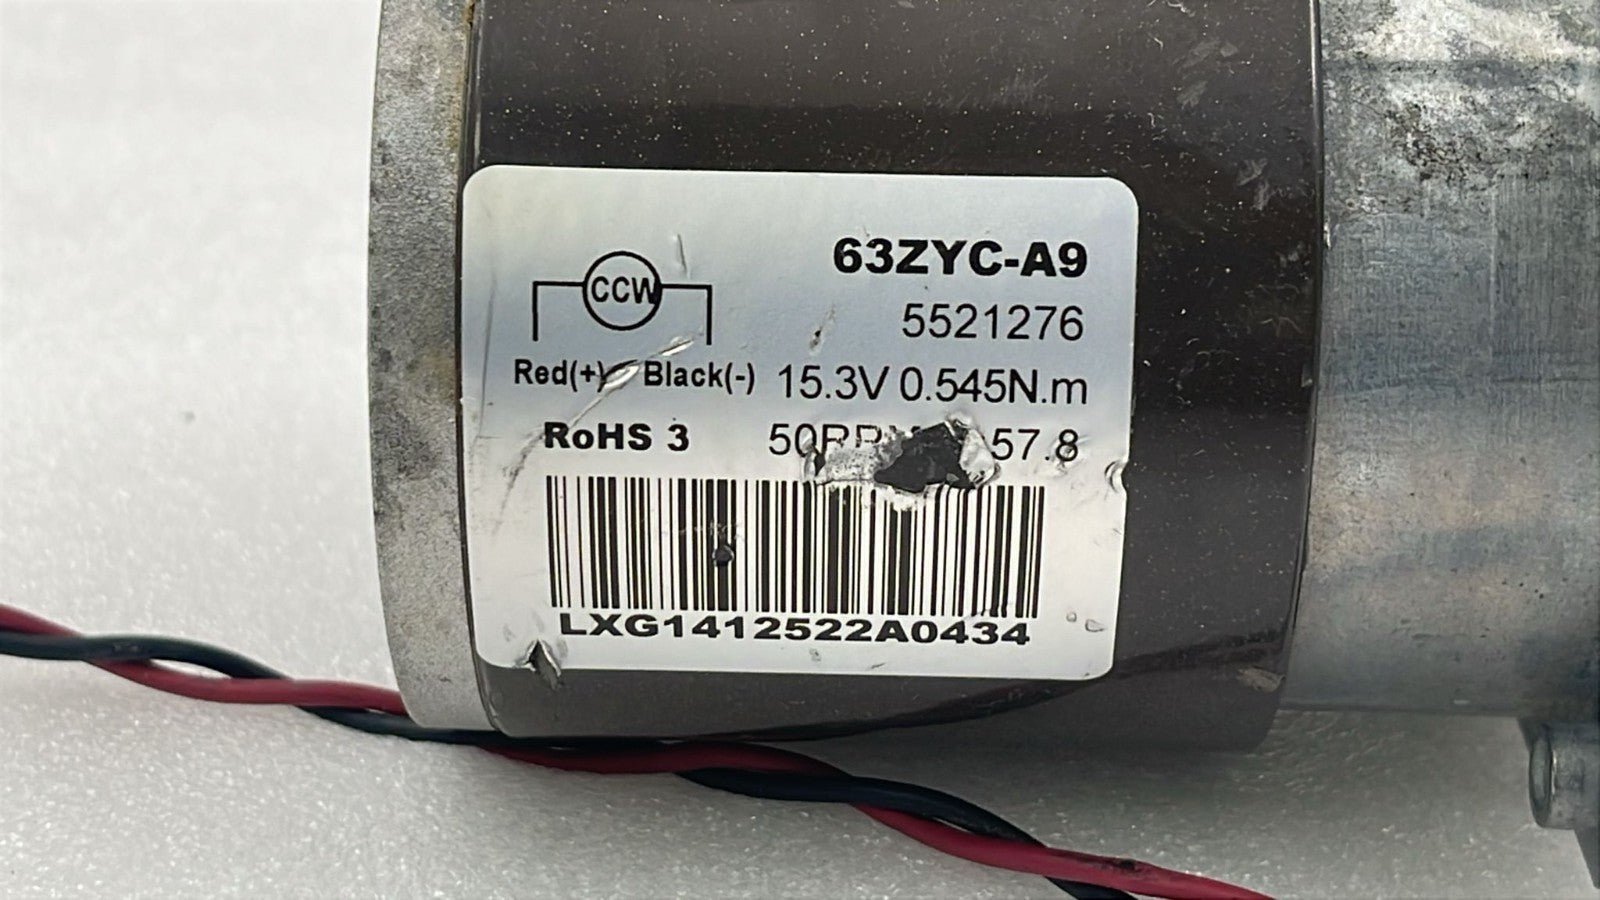 63ZYC-A9
CCW
5521276
Red(+) Black(-) 15.3V 0.545N.m
RoHS 3 57.8
LXG1412522A0434